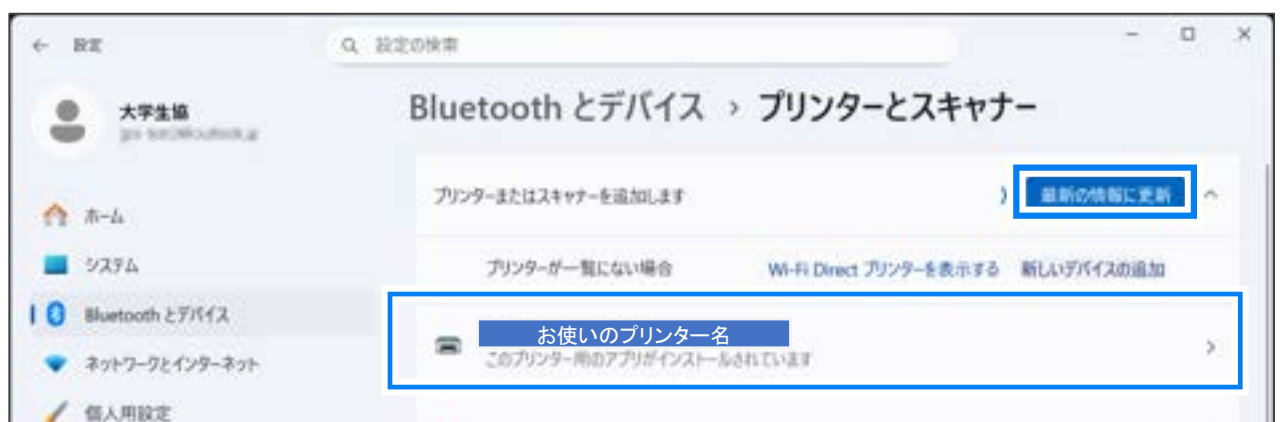 ← 設定
設定の検索
大学生協
Bluetooth とデバイス › プリンターとスキャナー
プリンターまたはスキャナーを追加します
最新の情報に更新
ホーム
プリンターが一覧にない場合
Wi-Fi Direct プリンターを表示する
新しいデバイスの追加
システム
Bluetooth とデバイス
お使いのプリンター名
このプリンター用のアプリがインストールされています
ネットワークとインターネット
個人用設定